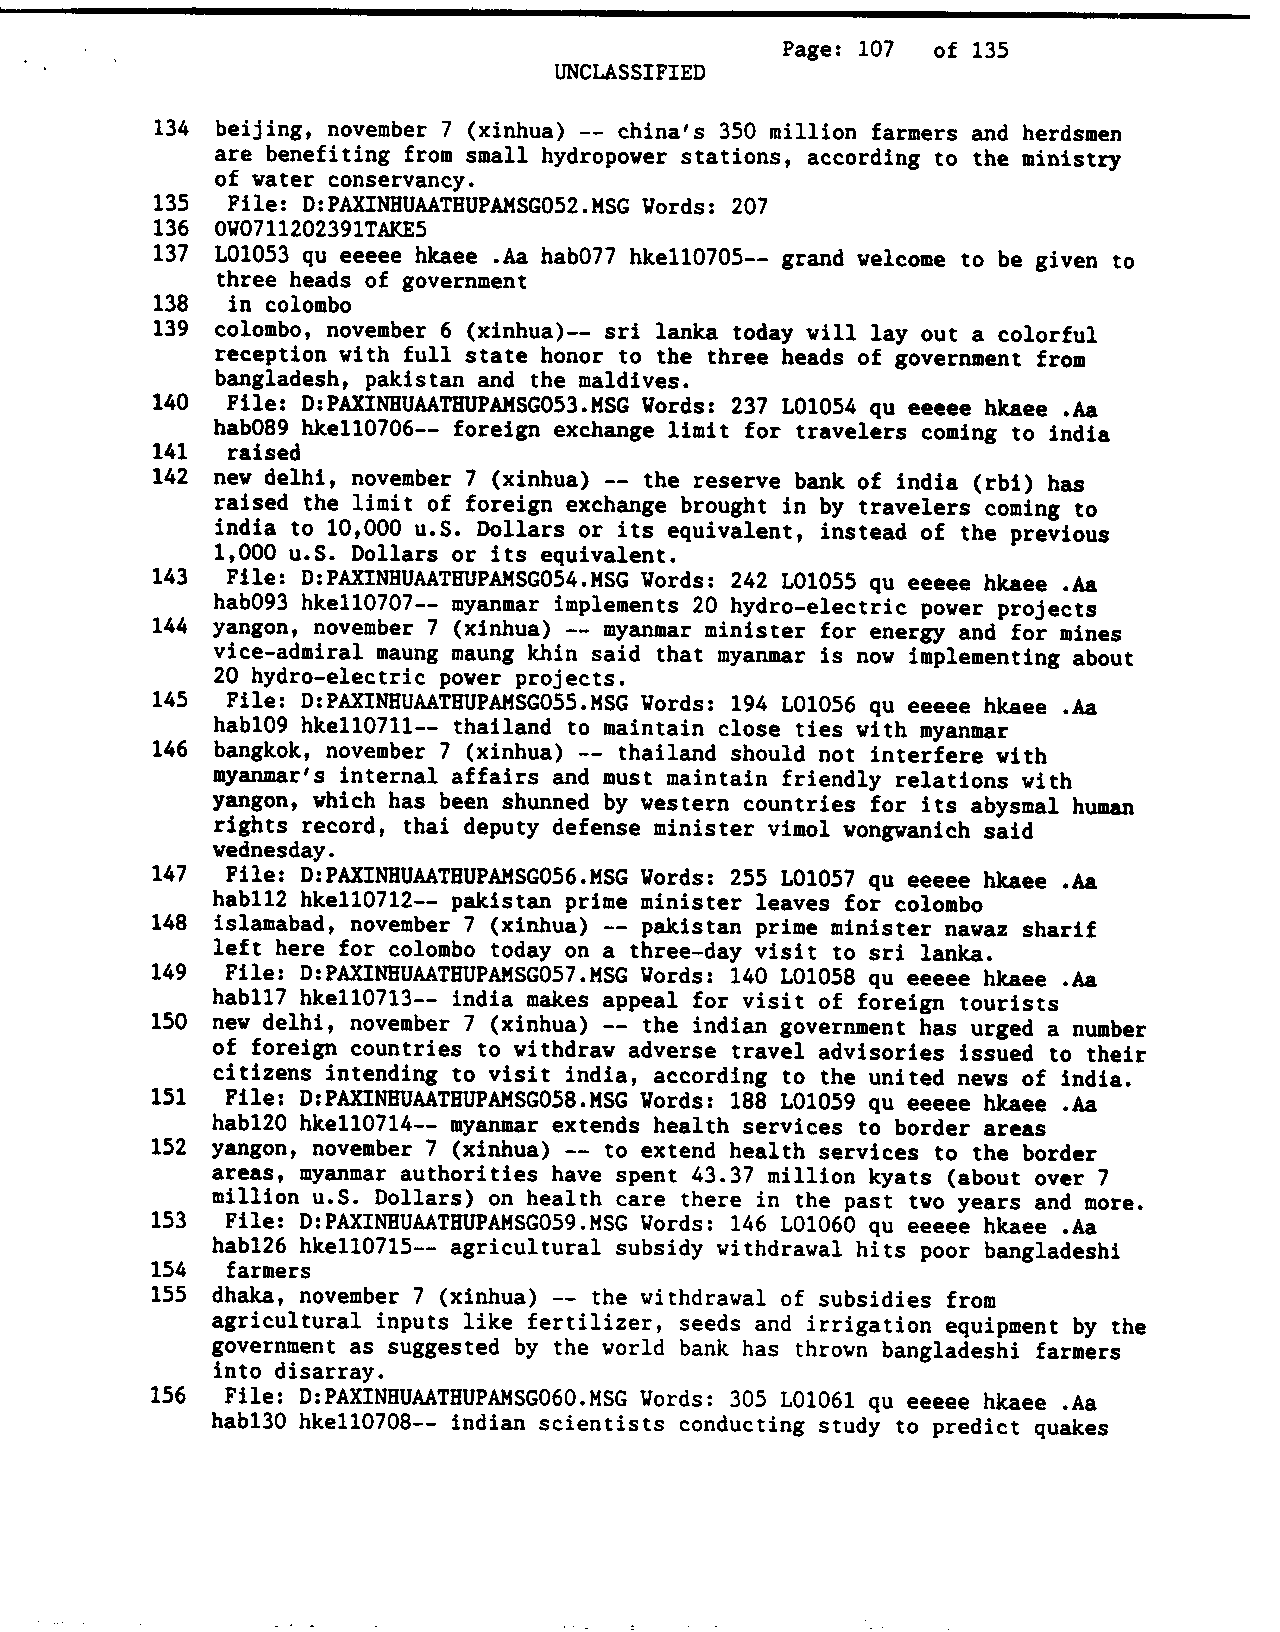 Page: 107 of 135
UNCLASSIFIED
134 beijing, november 7 (xinhua) -- china's 350 million farmers and herdsmen
are benefiting from small hydropower stations, according to the ministry
of water conservancy.
135 File: D:PAXINHUAATHUPAMSG052.MSG Words: 207
136 OW0711202391TAKE5
137 L01053 qu eeeee hkaee .Aa hab077 hke110705-- grand welcome to be given to
three heads of government
138 in colombo
139 colombo, november 6 (xinhua)-- sri lanka today will lay out a colorful
reception with full state honor to the three heads of government from
bangladesh, pakistan and the maldives.
140 File: D:PAXINHUAATHUPAMSG053.MSG Words: 237 L01054 qu eeeee hkaee .Aa
hab089 hke110706-- foreign exchange limit for travelers coming to india
141 raised
142 new delhi, november 7 (xinhua) -- the reserve bank of india (rbi) has
raised the limit of foreign exchange brought in by travelers coming to
india to 10,000 u.S. Dollars or its equivalent, instead of the previous
1,000 u.S. Dollars or its equivalent.
143 File: D:PAXINHUAATHUPAMSG054.MSG Words: 242 L01055 qu eeeee hkaee .Aa
hab093 hke110707-- myanmar implements 20 hydro-electric power projects
144 yangon, november 7 (xinhua) -- myanmar minister for energy and for mines
vice-admiral maung maung khin said that myanmar is now implementing about
20 hydro-electric power projects.
145 File: D:PAXINHUAATHUPAMSG055.MSG Words: 194 L01056 qu eeeee hkaee .Aa
hab109 hke110711-- thailand to maintain close ties with myanmar
146 bangkok, november 7 (xinhua) -- thailand should not interfere with
myanmar's internal affairs and must maintain friendly relations with
yangon, which has been shunned by western countries for its abysmal human
rights record, thai deputy defense minister vimol wongwanich said
wednesday.
147 File: D:PAXINHUAATHUPAMSG056.MSG Words: 255 L01057 qu eeeee hkaee .Aa
hab112 hke110712-- pakistan prime minister leaves for colombo
148 islamabad, november 7 (xinhua) -- pakistan prime minister nawaz sharif
left here for colombo today on a three-day visit to sri lanka.
149 File: D:PAXINHUAATHUPAMSG057.MSG Words: 140 L01058 qu eeeee hkaee .Aa
hab117 hke110713-- india makes appeal for visit of foreign tourists
150 new delhi, november 7 (xinhua) -- the indian government has urged a number
of foreign countries to withdraw adverse travel advisories issued to their
citizens intending to visit india, according to the united news of india.
151 File: D:PAXINHUAATHUPAMSG058.MSG Words: 188 L01059 qu eeeee hkaee .Aa
hab120 hke110714-- myanmar extends health services to border areas
152 yangon, november 7 (xinhua) -- to extend health services to the border
areas, myanmar authorities have spent 43.37 million kyats (about over 7
million u.S. Dollars) on health care there in the past two years and more.
153 File: D:PAXINHUAATHUPAMSG059.MSG Words: 146 L01060 qu eeeee hkaee .Aa
hab126 hke110715-- agricultural subsidy withdrawal hits poor bangladeshi
154 farmers
155 dhaka, november 7 (xinhua) -- the withdrawal of subsidies from
agricultural inputs like fertilizer, seeds and irrigation equipment by the
government as suggested by the world bank has thrown bangladeshi farmers
into disarray.
156 File: D:PAXINHUAATHUPAMSG060.MSG Words: 305 L01061 qu eeeee hkaee .Aa
hab130 hke110708-- indian scientists conducting study to predict quakes